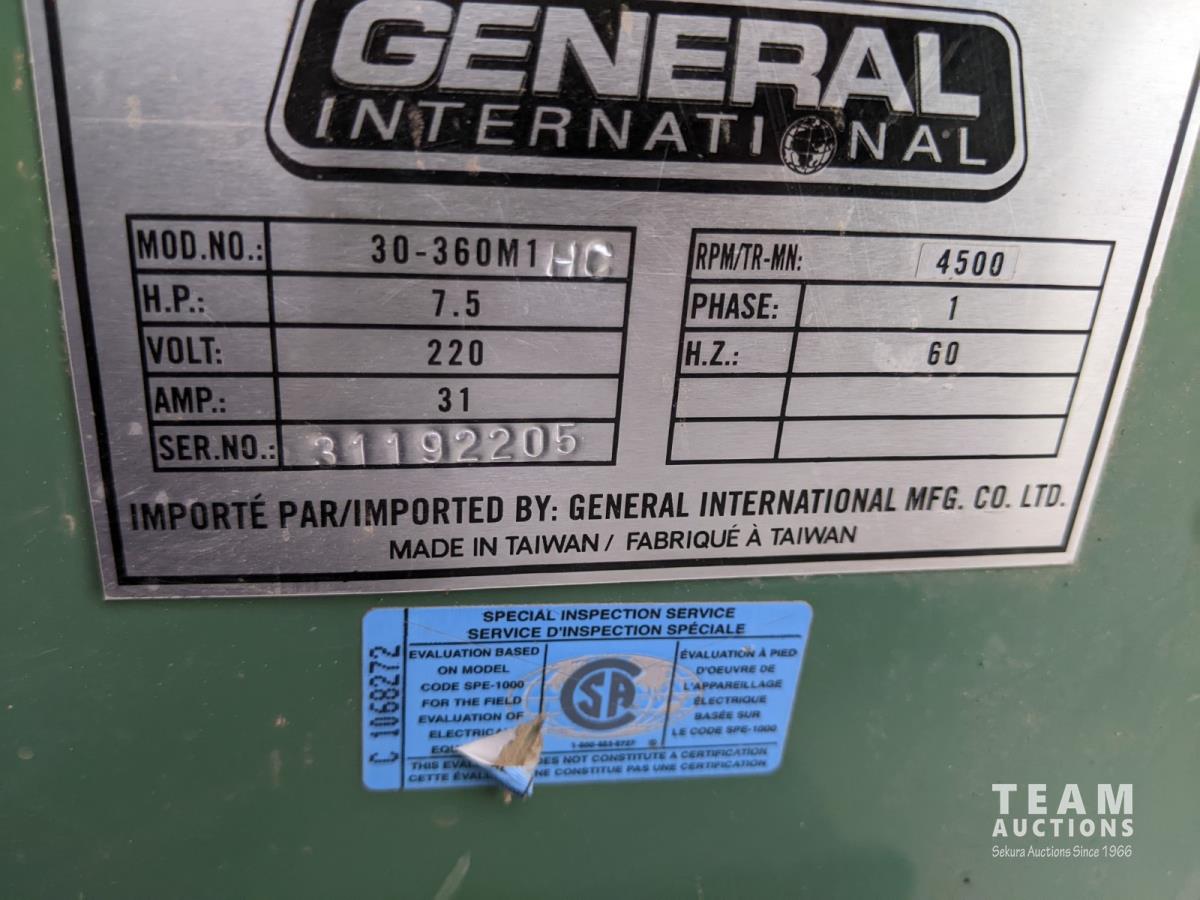 GENERAL
INTERNATIONAL
MOD.NO.: 30-360M1 HC
H.P.: 7.5
VOLT: 220
AMP.: 31
SER.NO.: 31192205
RPM/TR-MN: 4500
PHASE: 1
H.Z.: 60
IMPORTÉ PAR/IMPORTED BY: GENERAL INTERNATIONAL MFG. CO. LTD.
MADE IN TAIWAN / FABRIQUÉ À TAIWAN
SPECIAL INSPECTION SERVICE
SERVICE D'INSPECTION SPÉCIALE
C 1068272
EVALUATION BASED
ON MODEL
CODE SPE-1000
FOR THE FIELD
EVALUATION OF
CSA
ÉVALUATION À PIED
D'OEUVRE DE
L'APPAREILLAGE
ÉLECTRIQUE
BASÉE SUR
LE CODE SPE-1000
THIS NOT CONSTITUTE A CERTIFICATION
CETTE NE CONSTITUE PAS UNE CERTIFICATION
TEAM
AUCTIONS
Sekura Auctions Since 1966